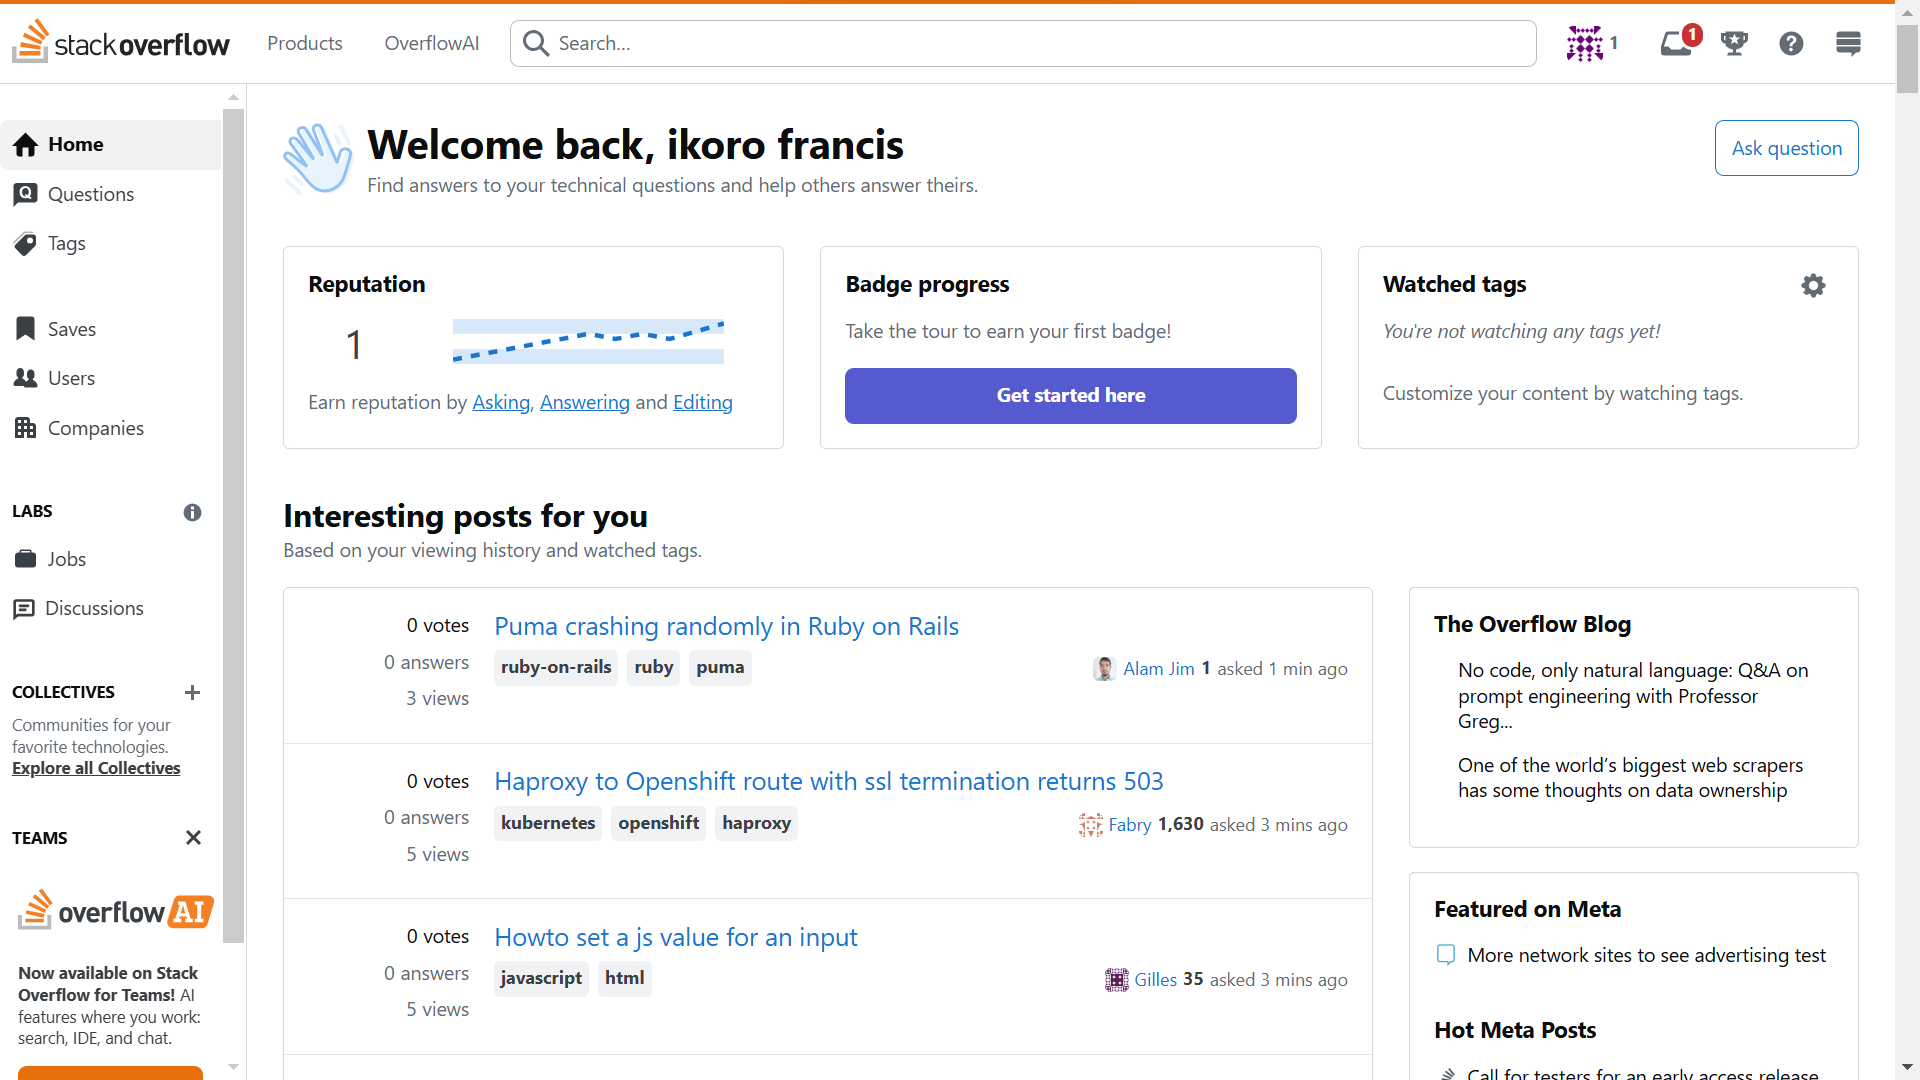 stackoverflow
Products
OverflowAI
Search...
1
1
Home
Questions
Tags
Saves
Users
Companies
LABS
Jobs
Discussions
COLLECTIVES
Communities for your
favorite technologies.
Explore all Collectives
TEAMS
overflowAI
Now available on Stack
Overflow for Teams! AI
features where you work:
search, IDE, and chat.
Welcome back, ikoro francis
Find answers to your technical questions and help others answer theirs.
Ask question
Reputation
1
Earn reputation by Asking, Answering and Editing
Badge progress
Take the tour to earn your first badge!
Get started here
Watched tags
You're not watching any tags yet!
Customize your content by watching tags.
Interesting posts for you
Based on your viewing history and watched tags.
0 votes
0 answers
3 views
Puma crashing randomly in Ruby on Rails
ruby-on-rails ruby puma
Alam Jim 1 asked 1 min ago
0 votes
0 answers
5 views
Haproxy to Openshift route with ssl termination returns 503
kubernetes openshift haproxy
Fabry 1,630 asked 3 mins ago
0 votes
0 answers
5 views
Howto set a js value for an input
javascript html
Gilles 35 asked 3 mins ago
The Overflow Blog
No code, only natural language: Q&A on
prompt engineering with Professor
Greg...
One of the world’s biggest web scrapers
has some thoughts on data ownership
Featured on Meta
More network sites to see advertising test
Hot Meta Posts
Call for testers for an early access release